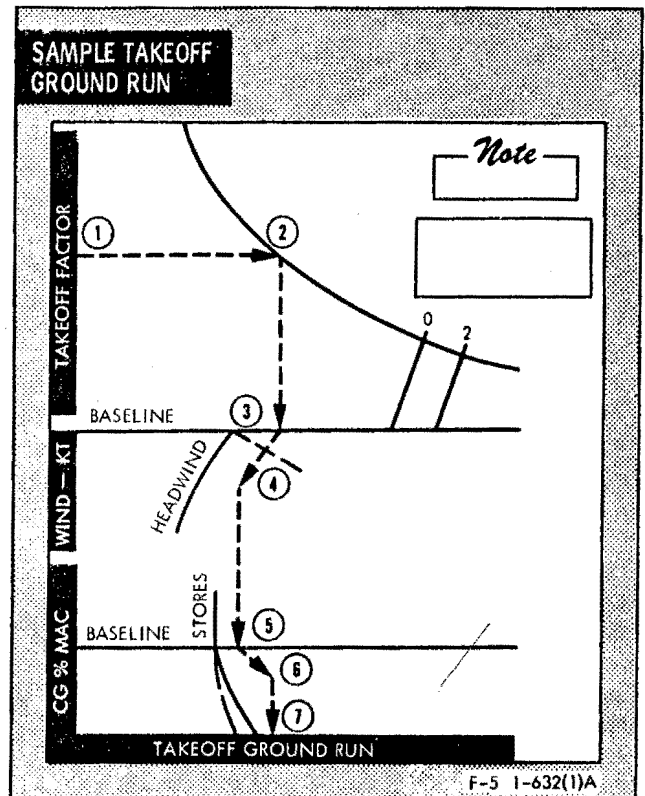 SAMPLE TAKEOFF
GROUND RUN
Note
TAKEOFF FACTOR
1
2
0
2
BASELINE
3
WIND — KT
HEADWIND
4
CG % MAC
STORES
BASELINE
5
6
7
TAKEOFF GROUND RUN
F-5 1-632(1)A